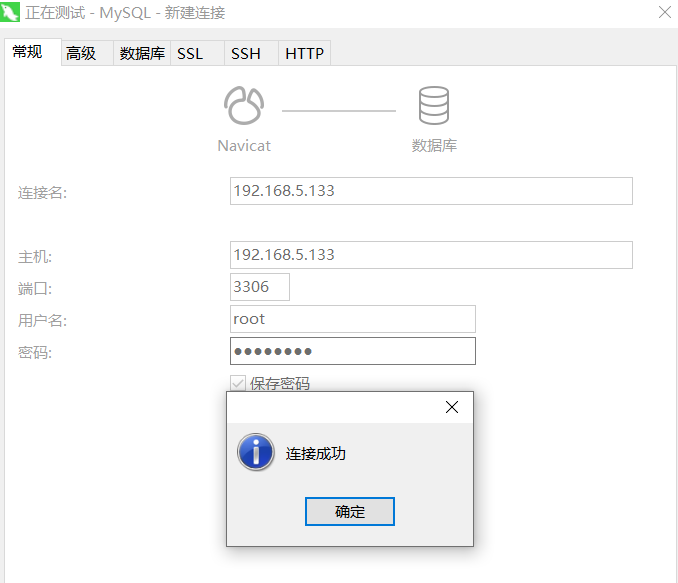 正在测试 - MySQL - 新建连接
常规 高级 数据库 SSL SSH HTTP
Navicat 数据库
连接名: 192.168.5.133
主机: 192.168.5.133
端口: 3306
用户名: root
密码: ●●●●●●●●
保存密码
连接成功
确定